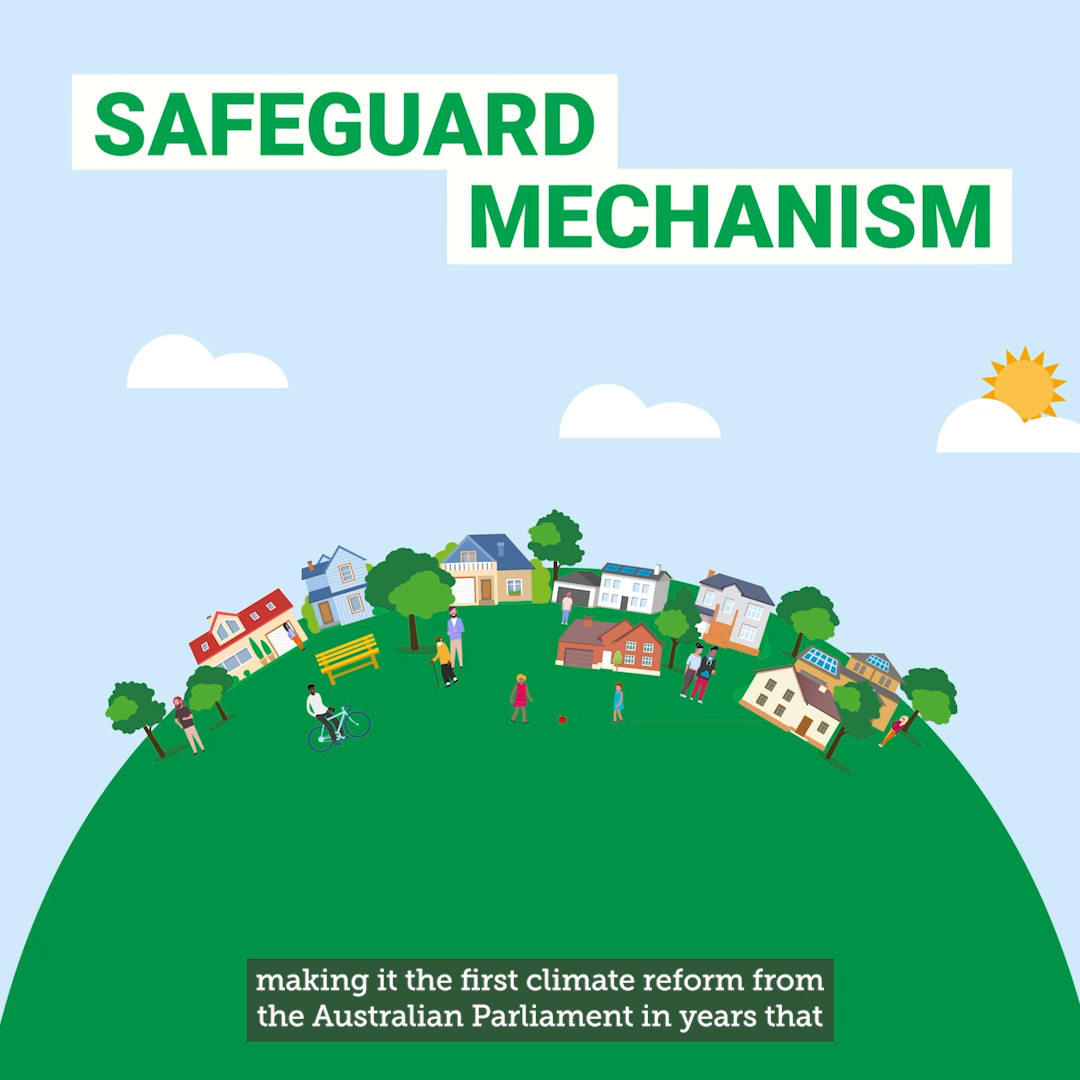 SAFEGUARD
MECHANISM
making it the first climate reform from
the Australian Parliament in years that